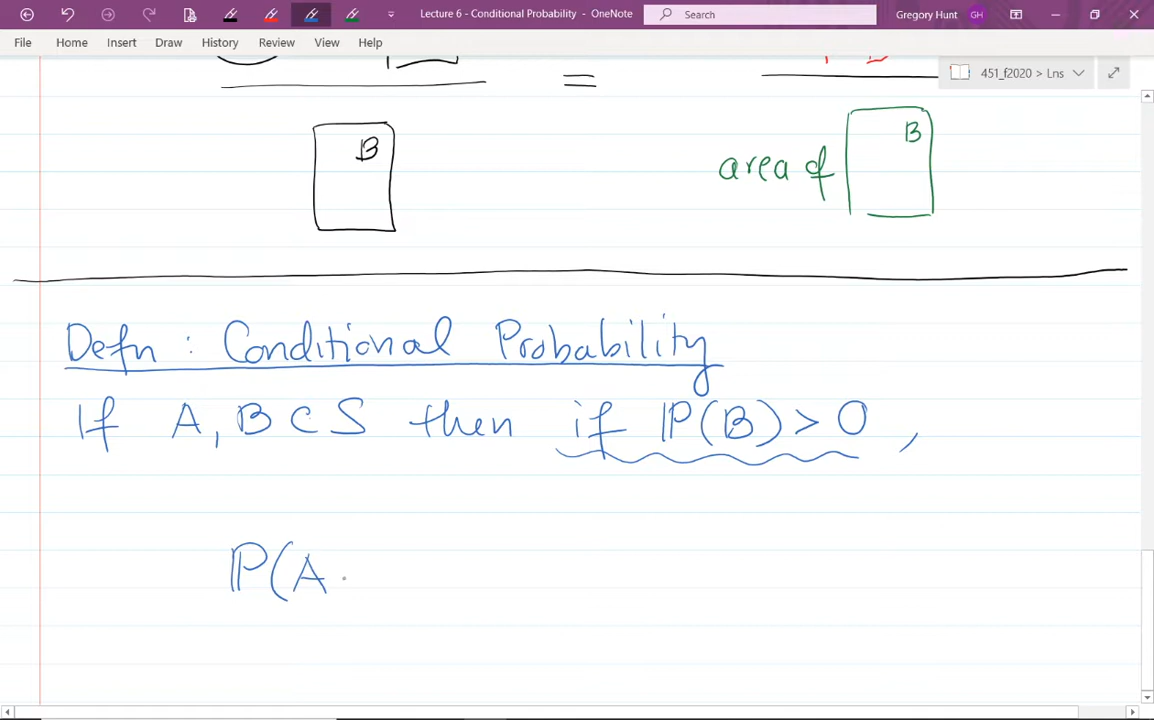 Lecture 6 - Conditional Probability - OneNote
Search
Gregory Hunt
GH
File Home Insert Draw History Review View Help
451_f2020 > Lns
=
B
area of B
Defn : Conditional Probability
If A, B ⊂ S then if ℙ(B) > 0 ,
ℙ(A